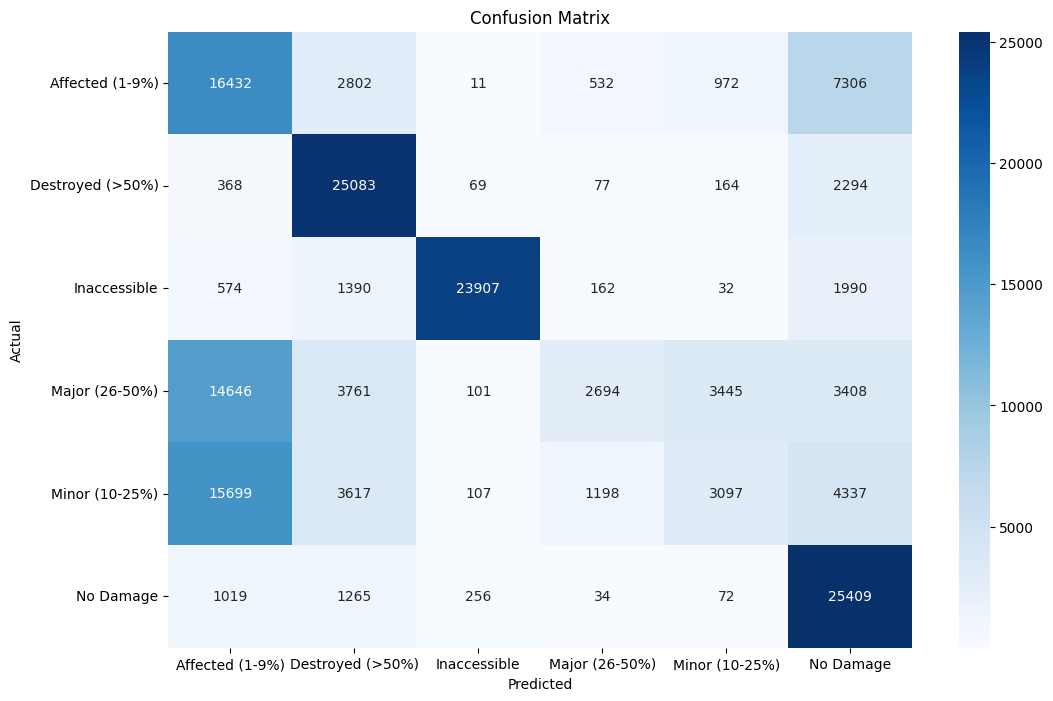 Confusion Matrix
Actual
Affected (1-9%) 16432 2802 11 532 972 7306
Destroyed (>50%) 368 25083 69 77 164 2294
Inaccessible 574 1390 23907 162 32 1990
Major (26-50%) 14646 3761 101 2694 3445 3408
Minor (10-25%) 15699 3617 107 1198 3097 4337
No Damage 1019 1265 256 34 72 25409
Affected (1-9%) Destroyed (>50%) Inaccessible Major (26-50%) Minor (10-25%) No Damage
Predicted
25000
20000
15000
10000
5000